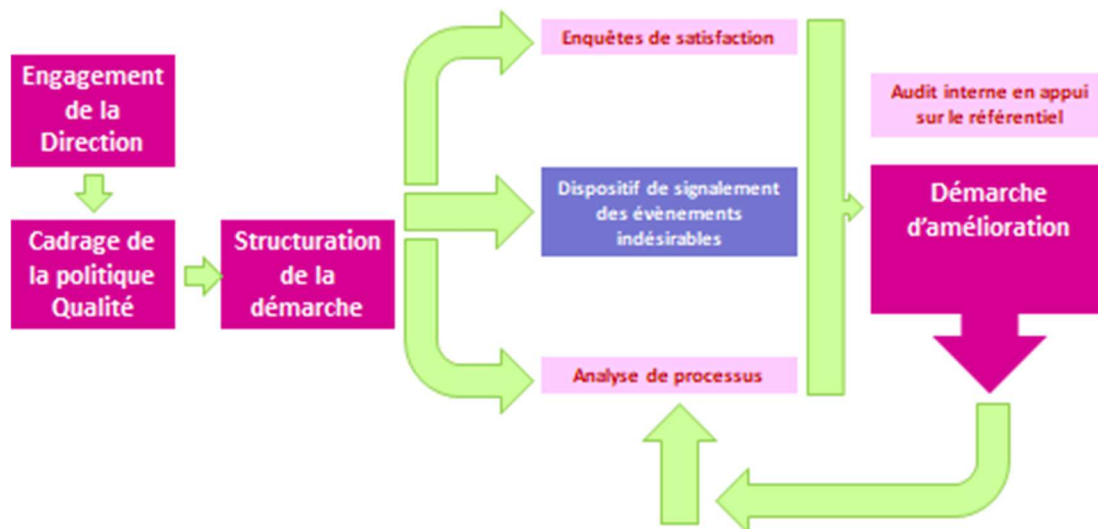 Engagement
de la
Direction
Cadrage de
la politique
Qualité
Structuration
de la
démarche
Enquêtes de satisfaction
Dispositif de signalement
des évènements
indésirables
Analyse de processus
Audit interne en appui
sur le référentiel
Démarche
d’amélioration